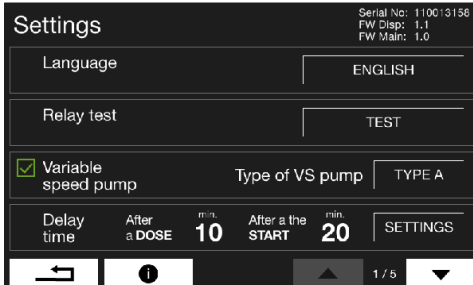 Settings
Serial No: 110013158
FW Disp: 1.1
FW Main: 1.0
Language
ENGLISH
Relay test
TEST
Variable
speed pump
Type of VS pump
TYPE A
Delay
time
After
a DOSE
min.
10
After a the
START
min.
20
SETTINGS
1/5